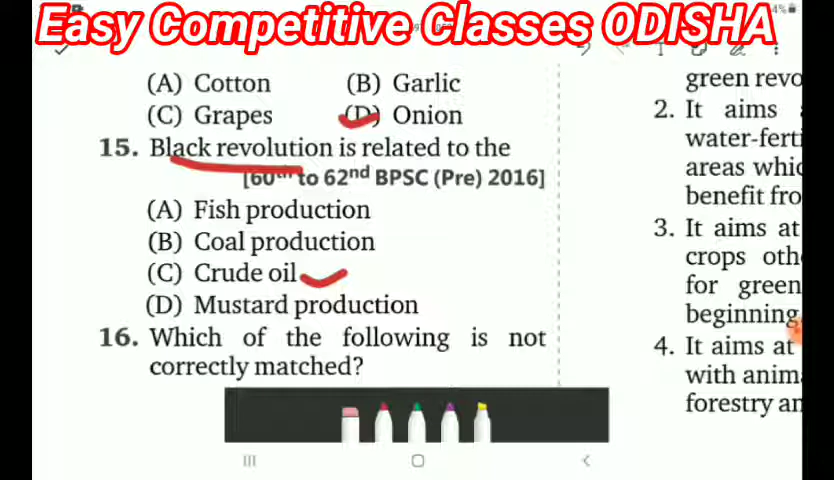 Easy Competitive Classes ODISHA
(A) Cotton (B) Garlic
(C) Grapes (D) Onion
15. Black revolution is related to the
[60th to 62nd BPSC (Pre) 2016]
(A) Fish production
(B) Coal production
(C) Crude oil
(D) Mustard production
16. Which of the following is not
correctly matched?
green revo
2. It aims
water-ferti
areas whic
benefit fro
3. It aims at
crops oth
for green
beginning
4. It aims at
with anim
forestry an